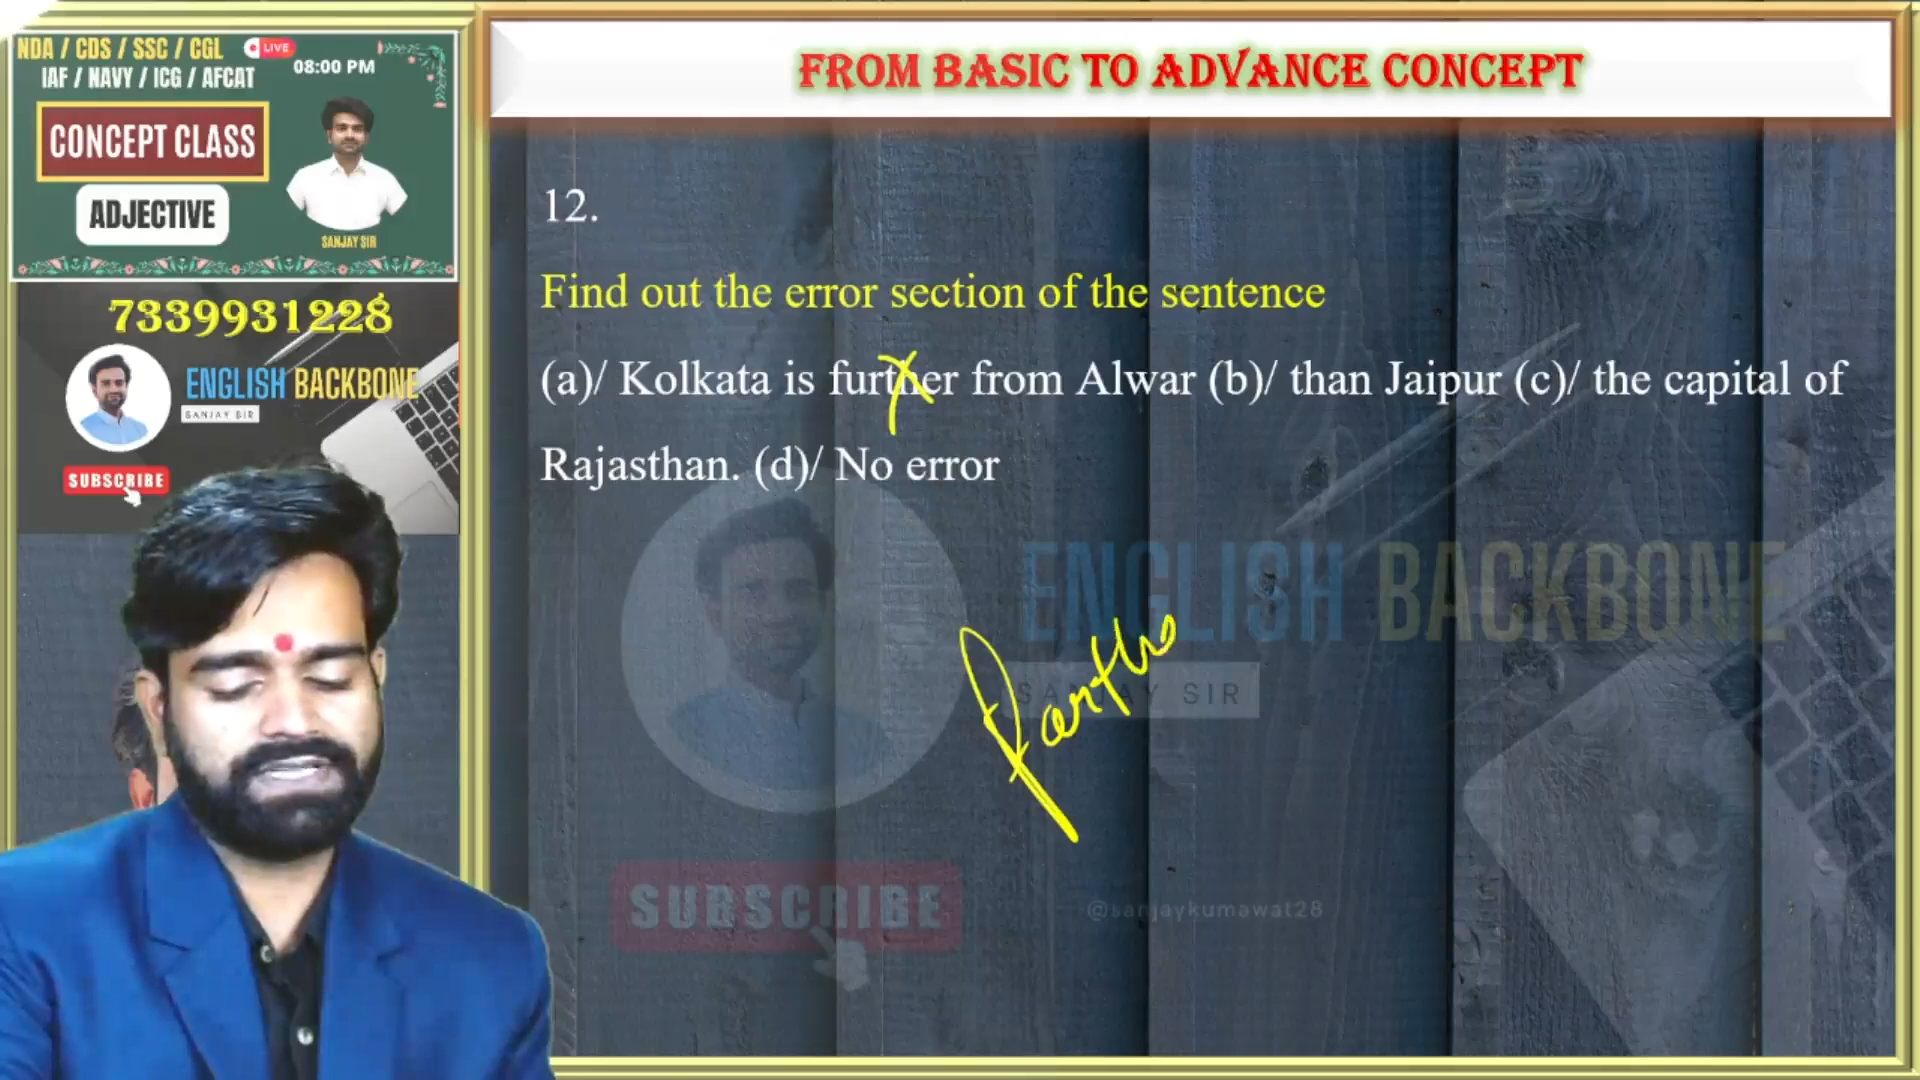 NDA / CDS / SSC / CGL
LIVE
08:00 PM
IAF / NAVY / ICG / AFCAT
CONCEPT CLASS
ADJECTIVE
SANJAY SIR
7339931228
ENGLISH BACKBONE
SANJAY SIR
SUBSCRIBE
FROM BASIC TO ADVANCE CONCEPT
12.
Find out the error section of the sentence
(a)/ Kolkata is further from Alwar (b)/ than Jaipur (c)/ the capital of
Rajasthan. (d)/ No error
ENGLISH BACKBONE
SANJAY SIR
SUBSCRIBE
@sanjaykumawat28